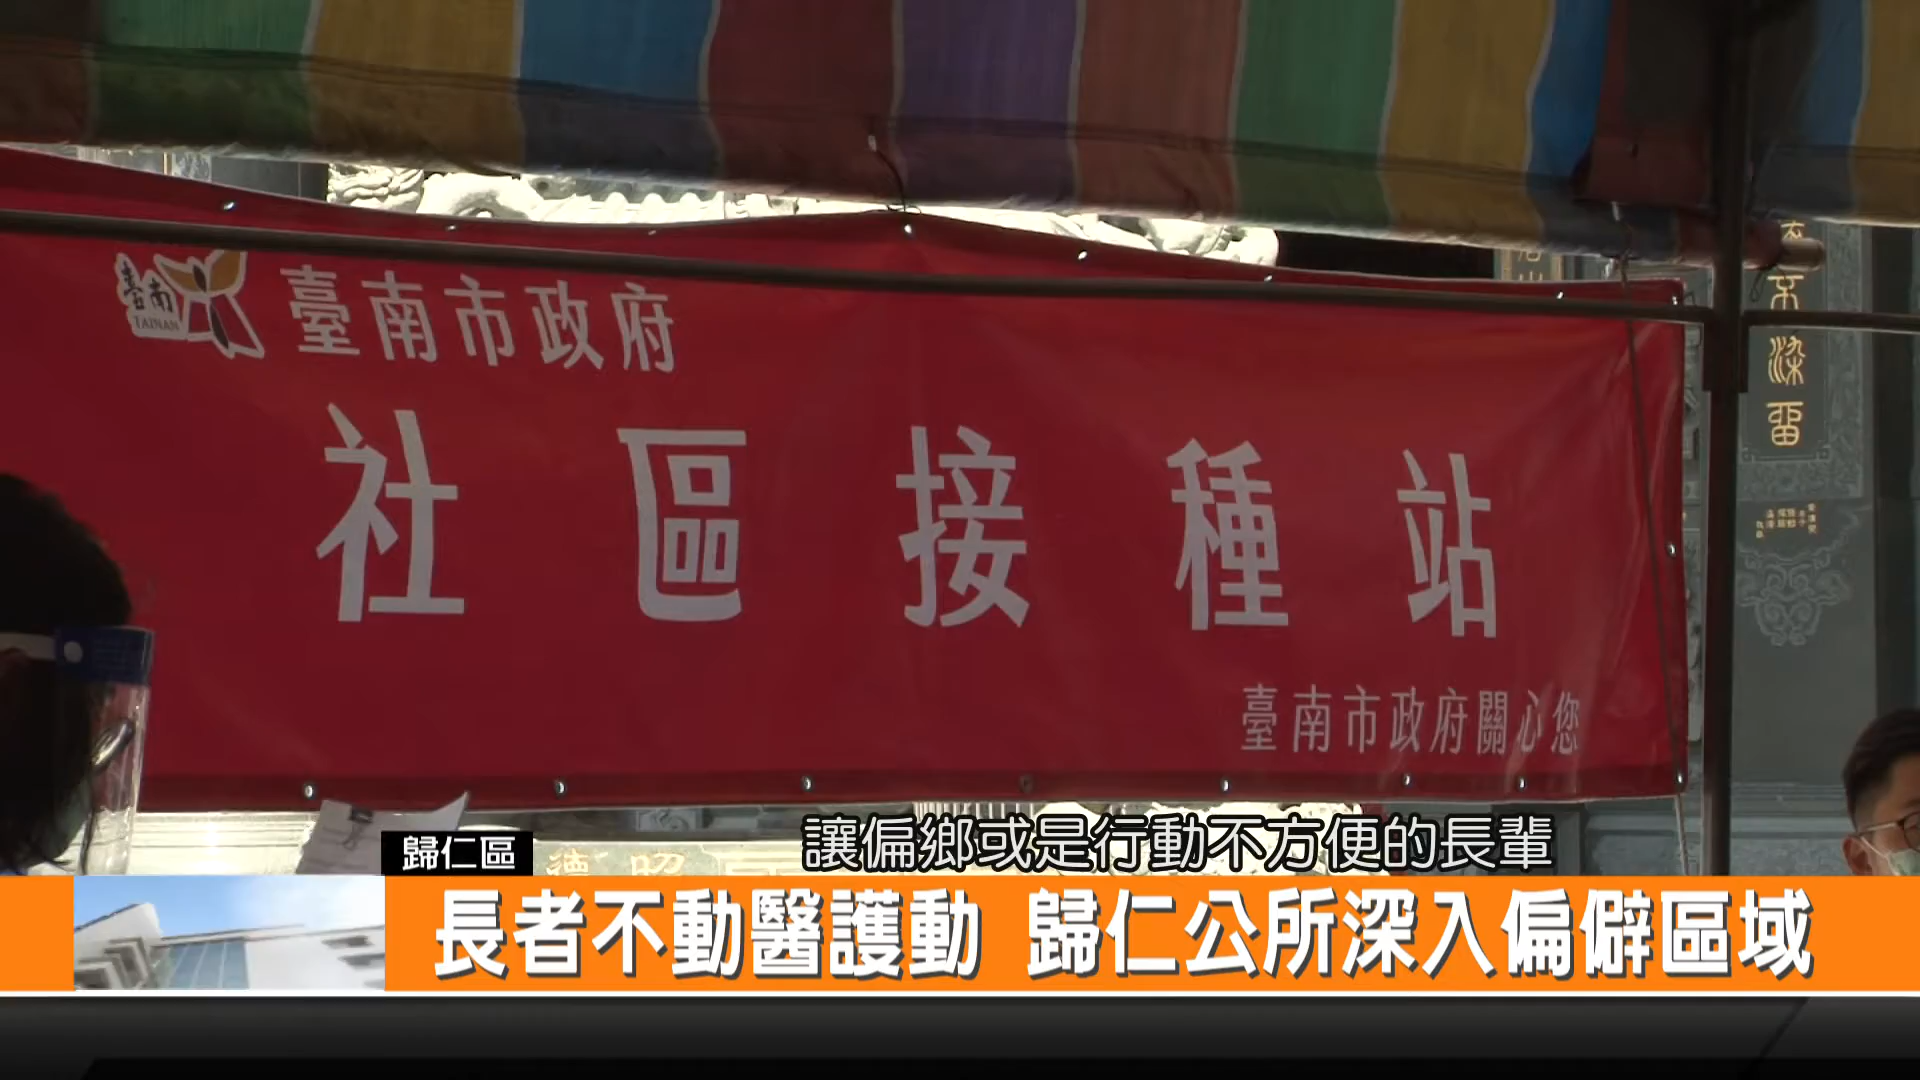 臺南
TAINAN
臺南市政府
社區接種站
臺南市政府關心您
讓偏鄉或是行動不方便的長輩
歸仁區
長者不動醫護動 歸仁公所深入偏僻區域